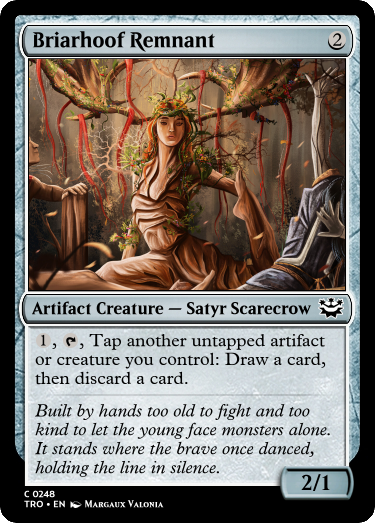 Briarhoof Remnant 2
Artifact Creature — Satyr Scarecrow
1, , Tap another untapped artifact
or creature you control: Draw a card,
then discard a card.
Built by hands too old to fight and too
kind to let the young face monsters alone.
It stands where the brave once danced,
holding the line in silence.
2/1
C 0248
TRO • EN Margaux Valonia